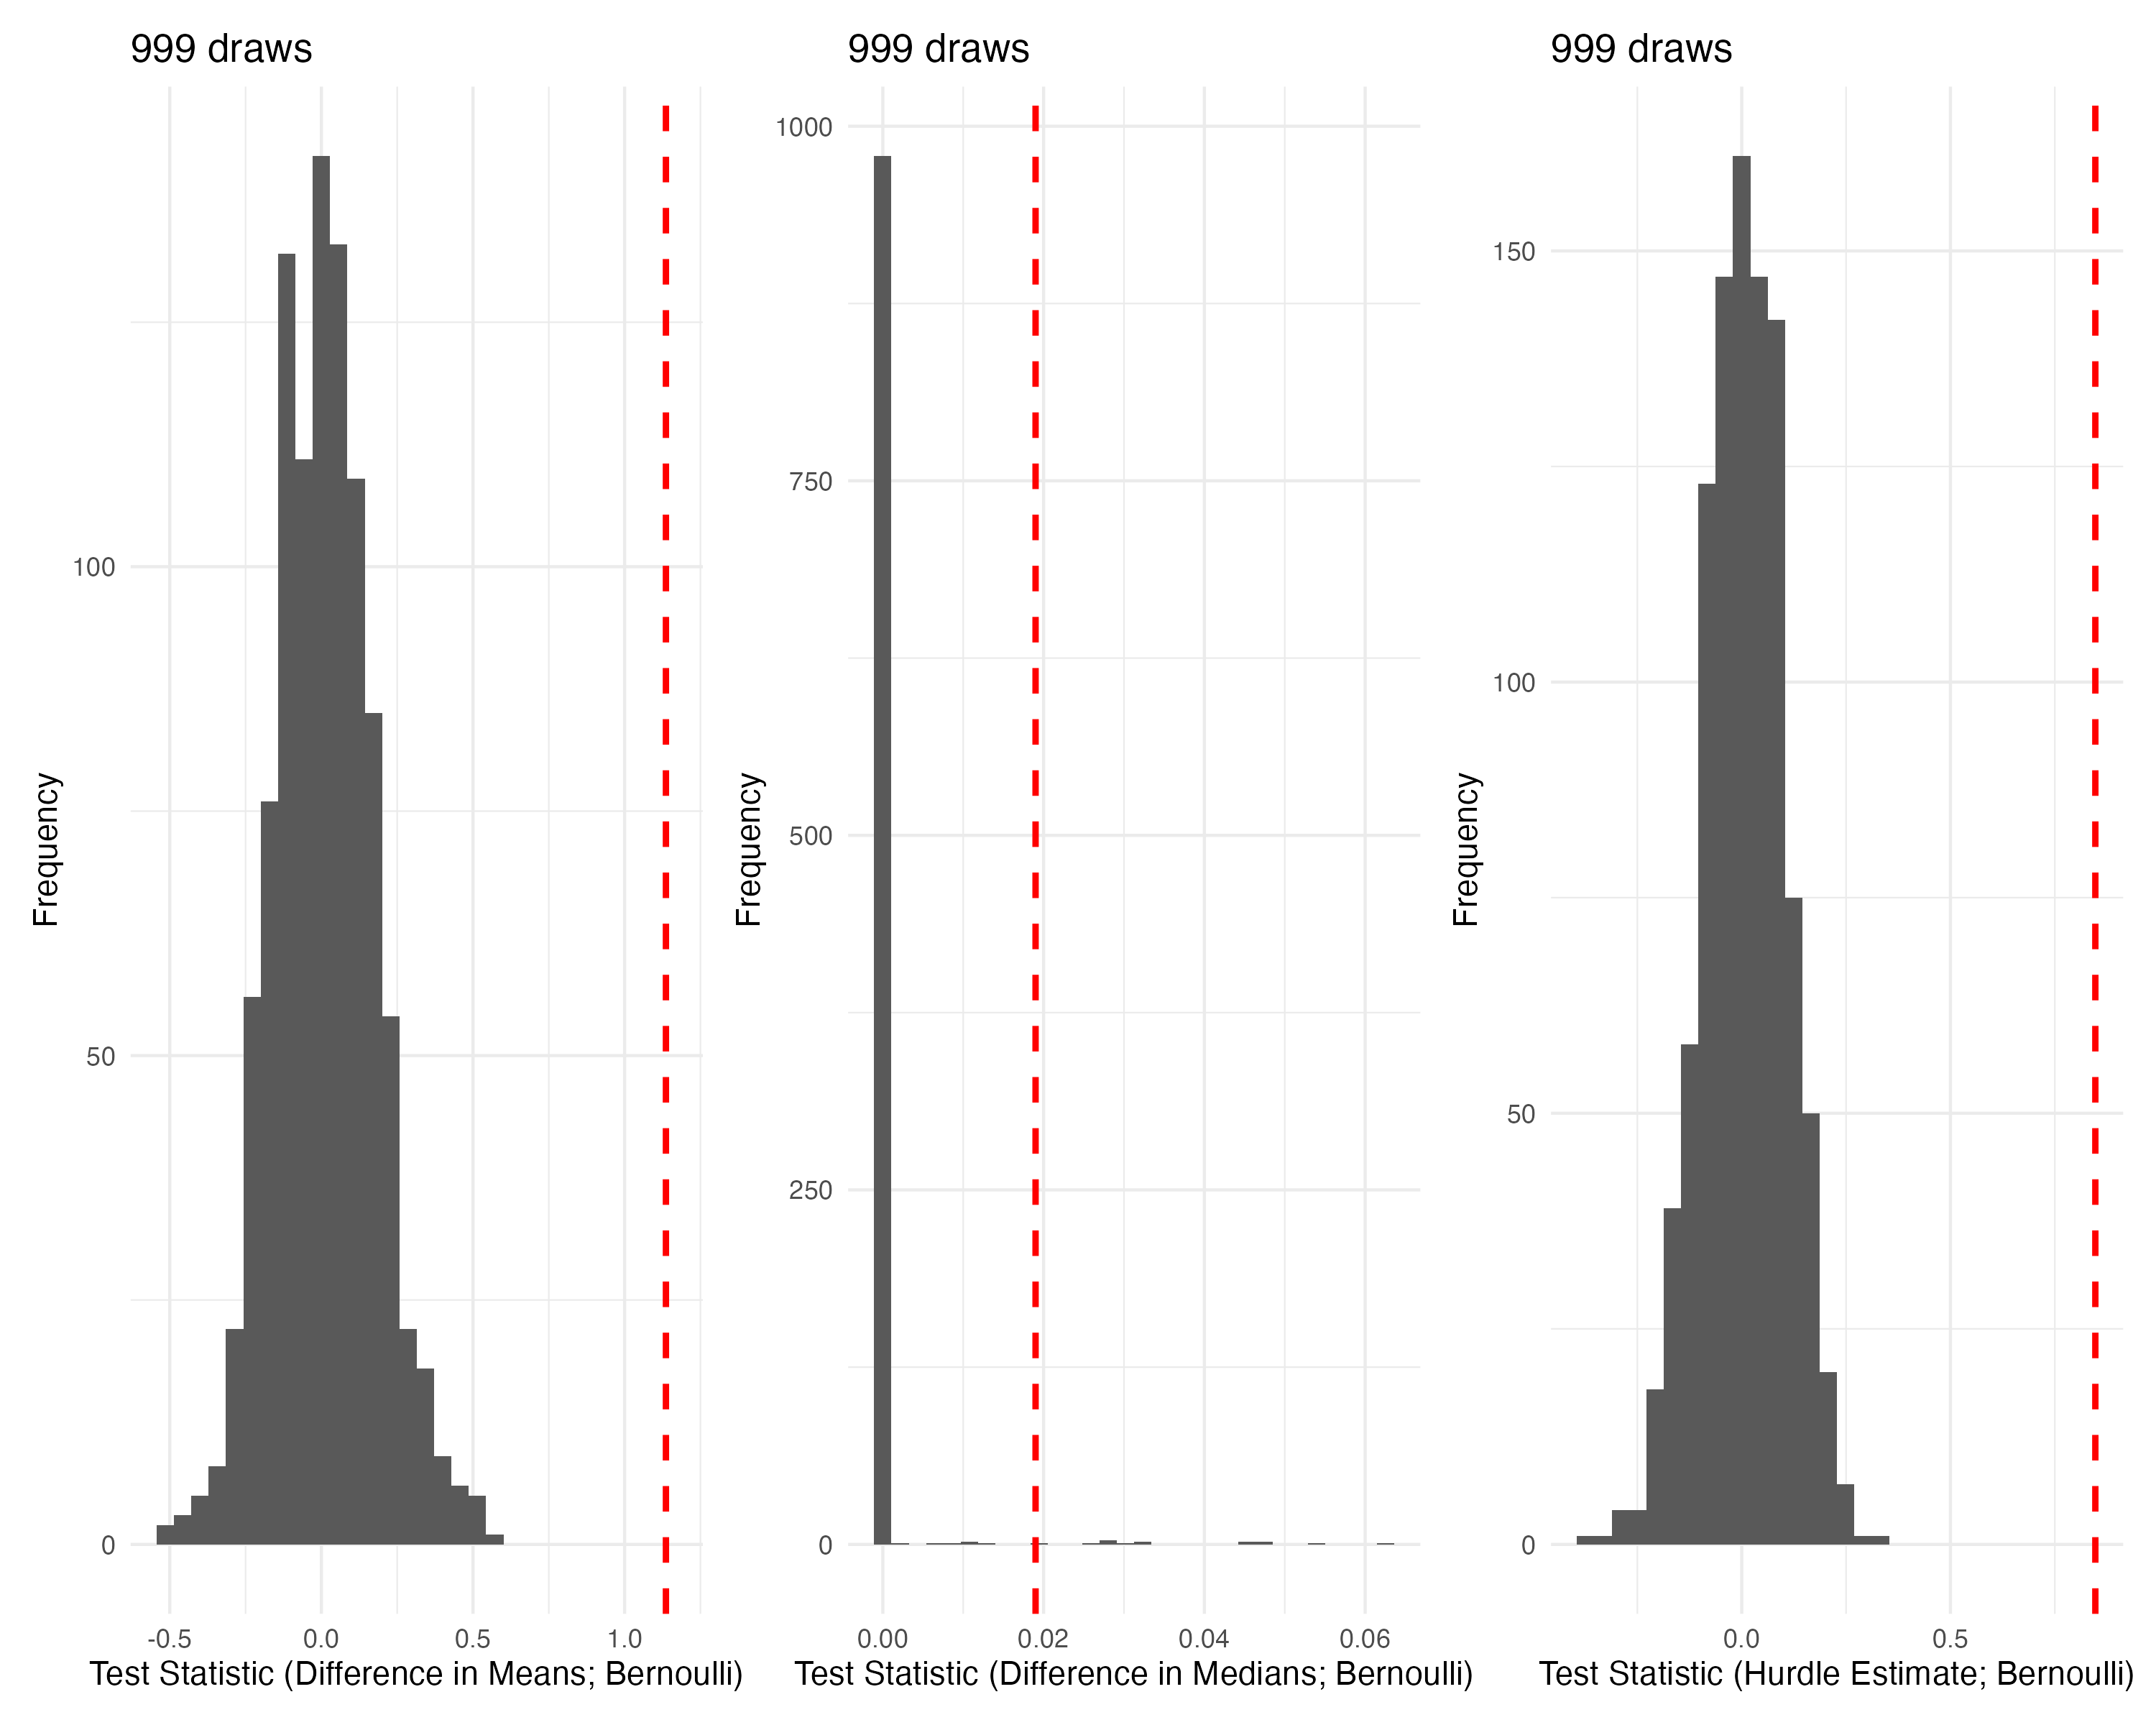 999 draws
Frequency
100
50
0
-0.5 0.0 0.5 1.0
Test Statistic (Difference in Means; Bernoulli)
999 draws
Frequency
1000
750
500
250
0
0.00 0.02 0.04 0.06
Test Statistic (Difference in Medians; Bernoulli)
999 draws
Frequency
150
100
50
0
0.0 0.5
Test Statistic (Hurdle Estimate; Bernoulli)